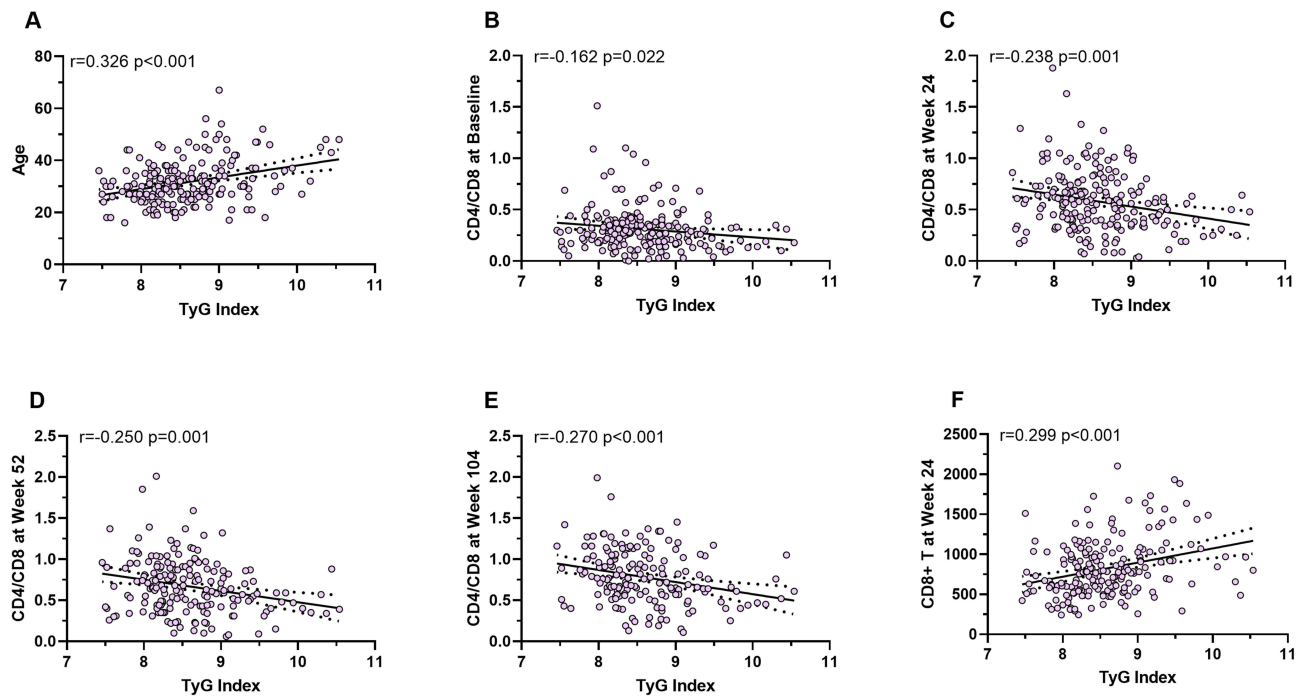 A
r=0.326 p<0.001
80
60
40
20
0
Age
7 8 9 10 11
TyG Index
B
r=-0.162 p=0.022
2.0
1.5
1.0
0.5
0.0
CD4/CD8 at Baseline
7 8 9 10 11
TyG Index
C
r=-0.238 p=0.001
2.0
1.5
1.0
0.5
0.0
CD4/CD8 at Week 24
7 8 9 10 11
TyG Index
D
r=-0.250 p=0.001
2.5
2.0
1.5
1.0
0.5
0.0
CD4/CD8 at Week 52
7 8 9 10 11
TyG Index
E
r=-0.270 p<0.001
2.5
2.0
1.5
1.0
0.5
0.0
CD4/CD8 at Week 104
7 8 9 10 11
TyG Index
F
r=0.299 p<0.001
2500
2000
1500
1000
500
0
CD8+ T at Week 24
7 8 9 10 11
TyG Index